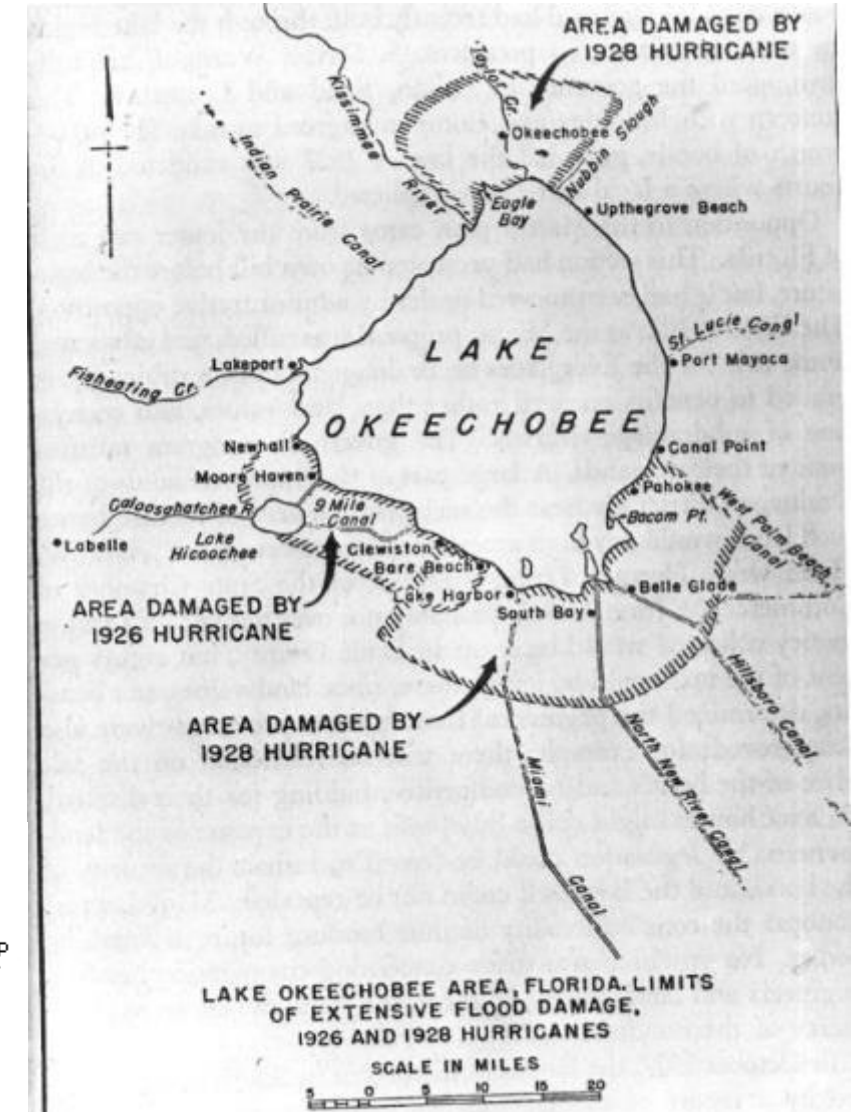 AREA DAMAGED BY
1928 HURRICANE
Taylor Cr.
Kissimmee
River
Okeechobee
Nubbin Slough
Indian Prairie Canal
Eagle
Bay
Upthegrove Beach
St. Lucie Canal
LAKE
Port Mayaca
Lakeport
Fisheating Cr.
OKEECHOBEE
Newhall
Canal Point
Moore Haven
Pahokee
Caloosahatchee R.
9 Mile
Canal
Bacom Pt.
West Palm Beach
Canal
Labelle
Lake
Hicpochee
Clewiston
Bare Beach
Belle Glade
Lake Harbor
South Bay
AREA DAMAGED BY
1926 HURRICANE
Hillsboro Canal
AREA DAMAGED BY
1928 HURRICANE
North New River Canal
Miami
Canal
P
LAKE OKEECHOBEE AREA, FLORIDA. LIMITS
OF EXTENSIVE FLOOD DAMAGE,
1926 AND 1928 HURRICANES
SCALE IN MILES
5 0 5 10 15 20